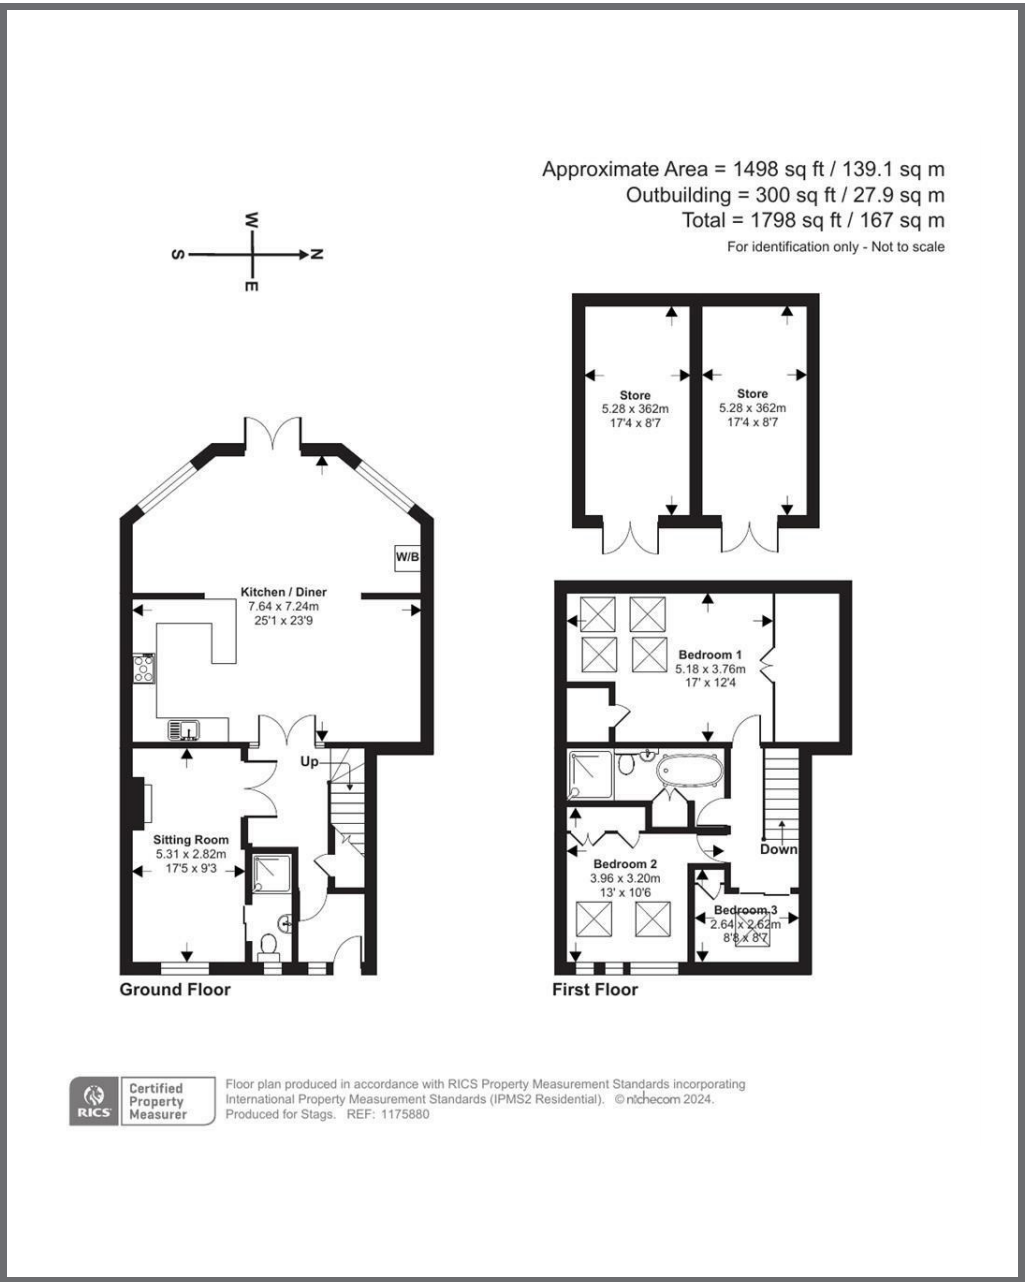 Approximate Area = 1498 sq ft / 139.1 sq m
Outbuilding = 300 sq ft / 27.9 sq m
Total = 1798 sq ft / 167 sq m
For identification only - Not to scale
W
S
N
E
Store
5.28 x 362m
17'4 x 8'7
Store
5.28 x 362m
17'4 x 8'7
W/B
Kitchen / Diner
7.64 x 7.24m
25'1 x 23'9
Up
Sitting Room
5.31 x 2.82m
17'5 x 9'3
Ground Floor
Bedroom 1
5.18 x 3.76m
17' x 12'4
Down
Bedroom 2
3.96 x 3.20m
13' x 10'6
Bedroom 3
2.64 x 2.62m
8'8 x 8'7
First Floor
RICS
Certified
Property
Measurer
Floor plan produced in accordance with RICS Property Measurement Standards incorporating
International Property Measurement Standards (IPMS2 Residential). © nichecom 2024.
Produced for Stags. REF: 1175880